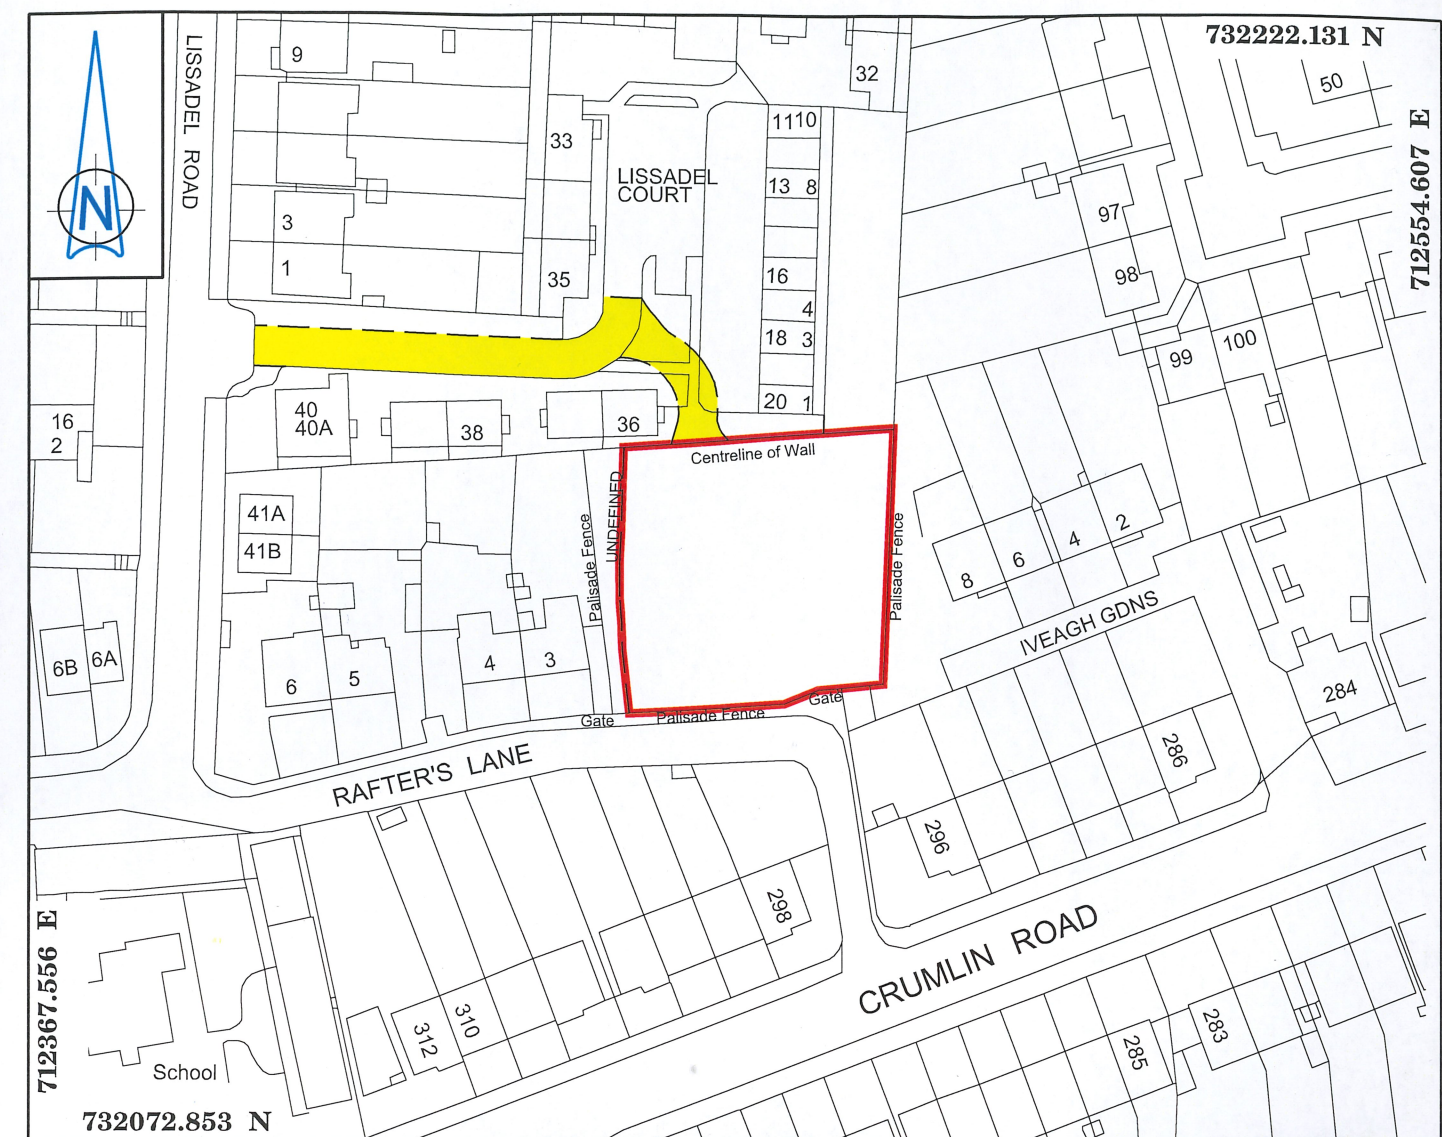 732222.131 N
712554.607 E
N
LISSADEL ROAD
9
32
50
33
1110
LISSADEL
COURT
13 8
3
97
1
35
16
98
4
18 3
100
99
20 1
40
40A
38
36
16
2
Centreline of Wall
UNDEFINED
Palisade Fence
Palisade Fence
41A
41B
8
6
4
2
IVEAGH GDNS
6B
6A
6
5
4
3
284
Gate
Palisade Fence
Gate
RAFTER'S LANE
286
296
298
CRUMLIN ROAD
312
310
285
283
School
712367.556 E
732072.853 N